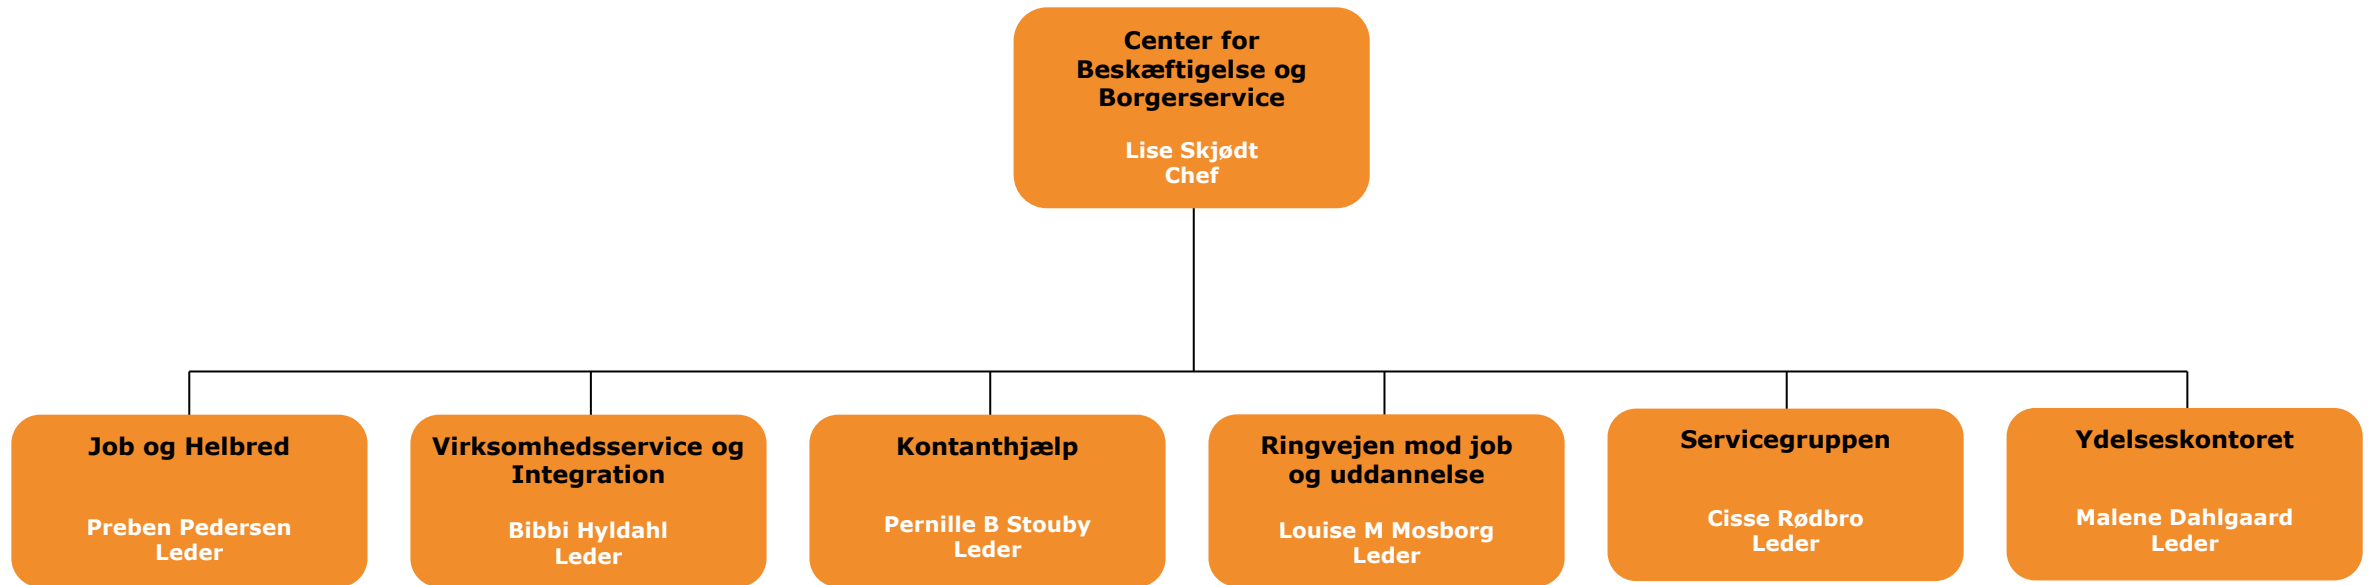 Center for
Beskæftigelse og
Borgerservice
Lise Skjødt
Chef
Job og Helbred
Preben Pedersen
Leder
Virksomhedsservice og
Integration
Bibbi Hyldahl
Leder
Kontanthjælp
Pernille B Stouby
Leder
Ringvejen mod job
og uddannelse
Louise M Mosborg
Leder
Servicegruppen
Cisse Rødbro
Leder
Ydelseskontoret
Malene Dahlgaard
Leder